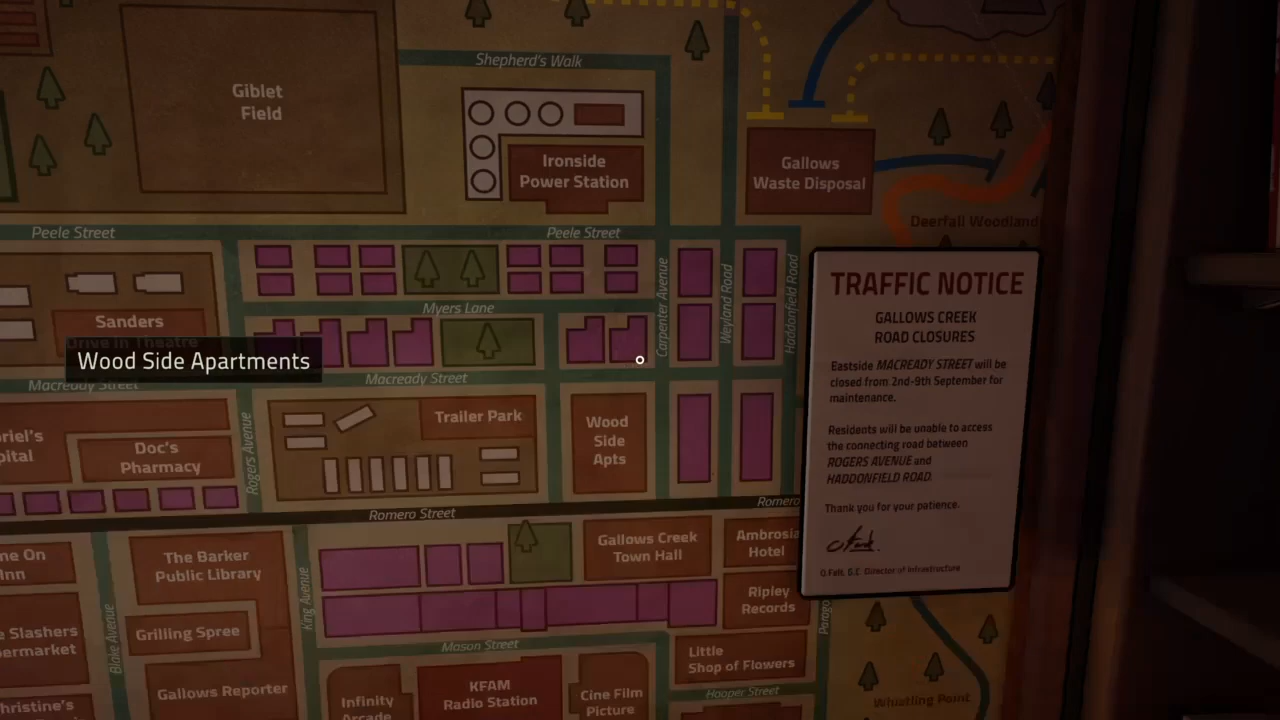 Shepherd's Walk
Giblet
Field
Ironside
Power Station
Gallows
Waste Disposal
Deerfall Woodland
Peele Street
Peele Street
Sanders
Drive in Theatre
Wood Side Apartments
Myers Lane
Carpenter Avenue
Weyland Road
Haddonfield Road
Macready Street
Macready Street
TRAFFIC NOTICE
GALLOWS CREEK
ROAD CLOSURES
Eastside MACREADY STREET will be
closed from 2nd-9th September for
maintenance.
Residents will be unable to access
the connecting road between
ROGERS AVENUE and
HADDONFIELD ROAD.
Thank you for your patience.
O.Fell, G.C. Director of Infrastructure
Doc's
Pharmacy
Rogers Avenue
Trailer Park
Wood
Side
Apts
Romero Street
Romero
The Barker
Public Library
King Avenue
Gallows Creek
Town Hall
Ambrosia
Hotel
Ripley
Records
Blake Avenue
Grilling Spree
Gallows Reporter
Mason Street
Little
Shop of Flowers
Hooper Street
Infinity
Arcade
KFAM
Radio Station
Cine Film
Picture
Whistling Point